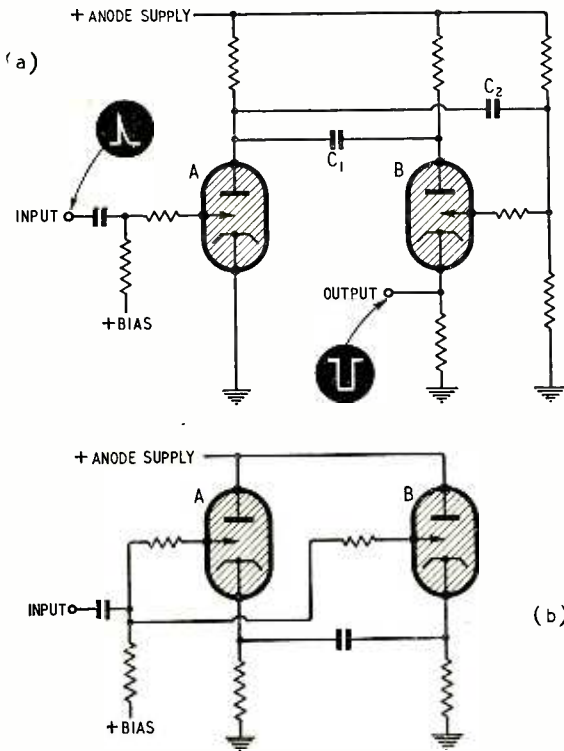 + ANODE SUPPLY
(a)
C2
A
C1
B
INPUT
+BIAS
OUTPUT
+ ANODE SUPPLY
A
B
INPUT
(b)
+BIAS